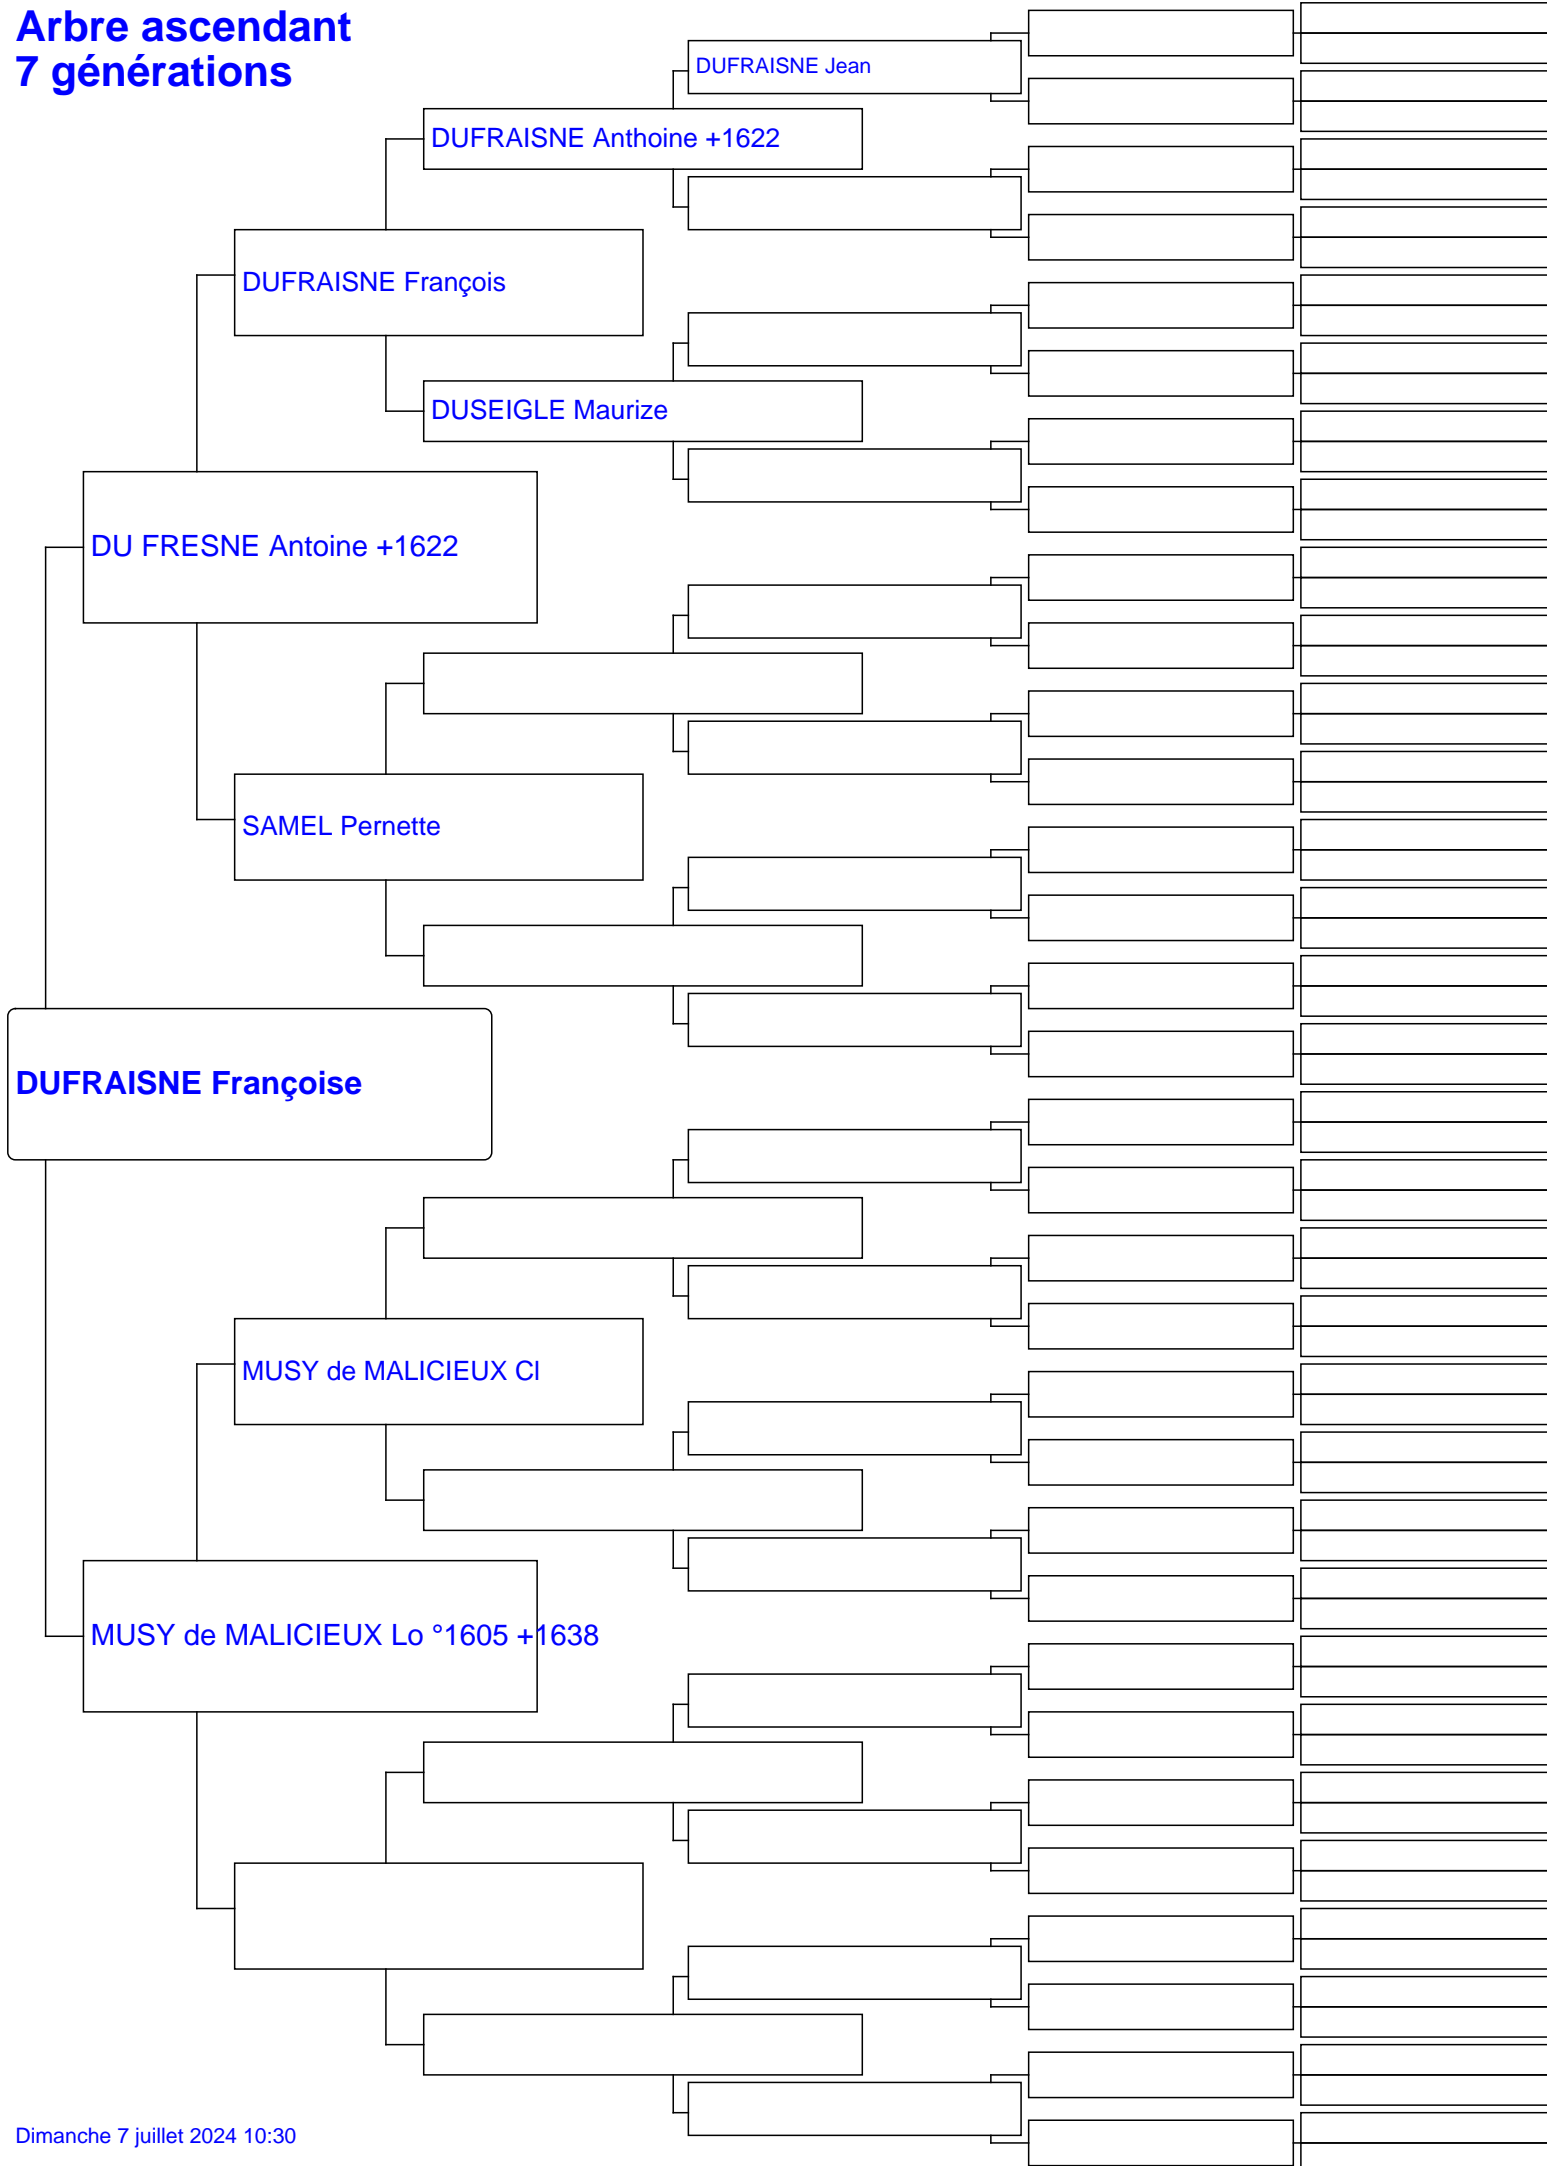 Arbre ascendant
7 générations
DUFRAISNE Jean
DUFRAISNE Anthoine +1622
DUFRAISNE François
DUSEIGLE Maurize
DU FRESNE Antoine +1622
SAMEL Pernette
DUFRAISNE Françoise
MUSY de MALICIEUX Cl
MUSY de MALICIEUX Lo °1605 +1638
Dimanche 7 juillet 2024 10:30